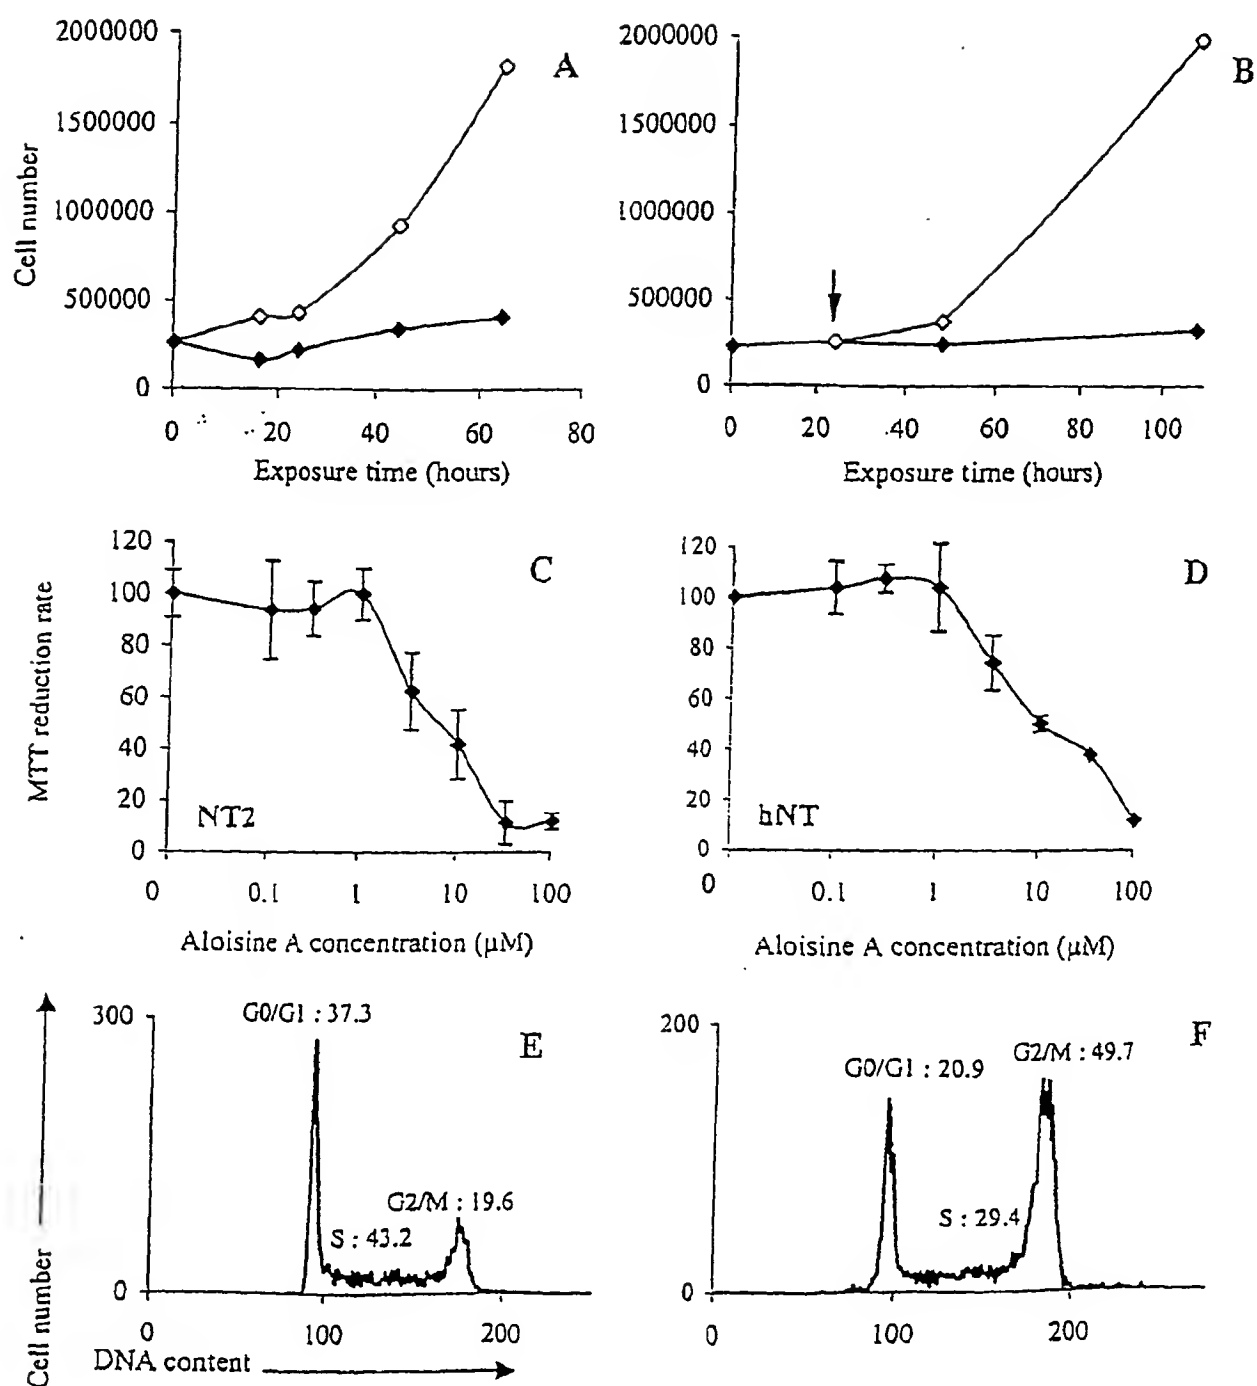 2000000
1500000
1000000
500000
0
Cell number
A
0 20 40 60 80
Exposure time (hours)
2000000
1500000
1000000
500000
0
B
0 20 40 60 80 100
Exposure time (hours)
120
100
80
60
40
20
0
MTT reduction rate
C
NT2
0 0.1 1 10 100
Aloisine A concentration (µM)
120
100
80
60
40
20
0
D
hNT
0 0.1 1 10 100
Aloisine A concentration (µM)
300
0
Cell number
G0/G1 : 37.3
E
G2/M : 19.6
S : 43.2
0 100 200
DNA content
200
0
F
G2/M : 49.7
G0/G1 : 20.9
S : 29.4
0 100 200